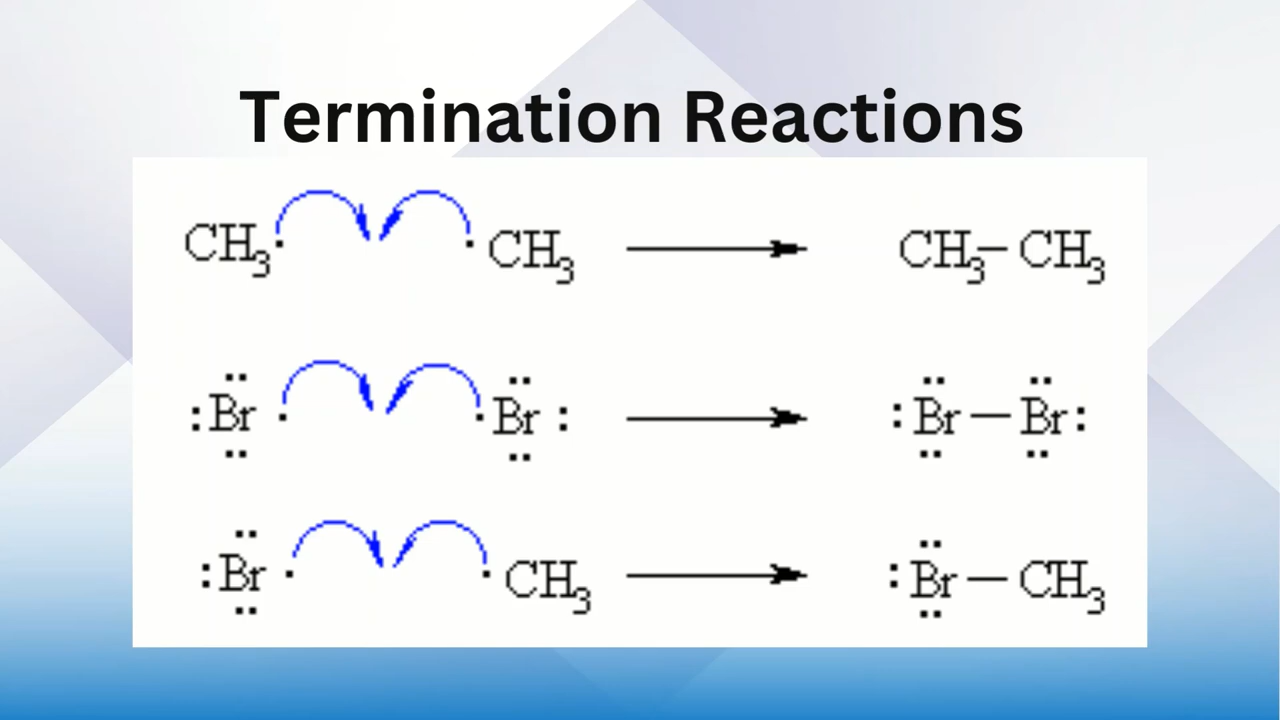 Termination Reactions
CH3· ·CH3 ⟶ CH3–CH3
:Br· ·Br: ⟶ :Br–Br:
:Br· ·CH3 ⟶ :Br–CH3